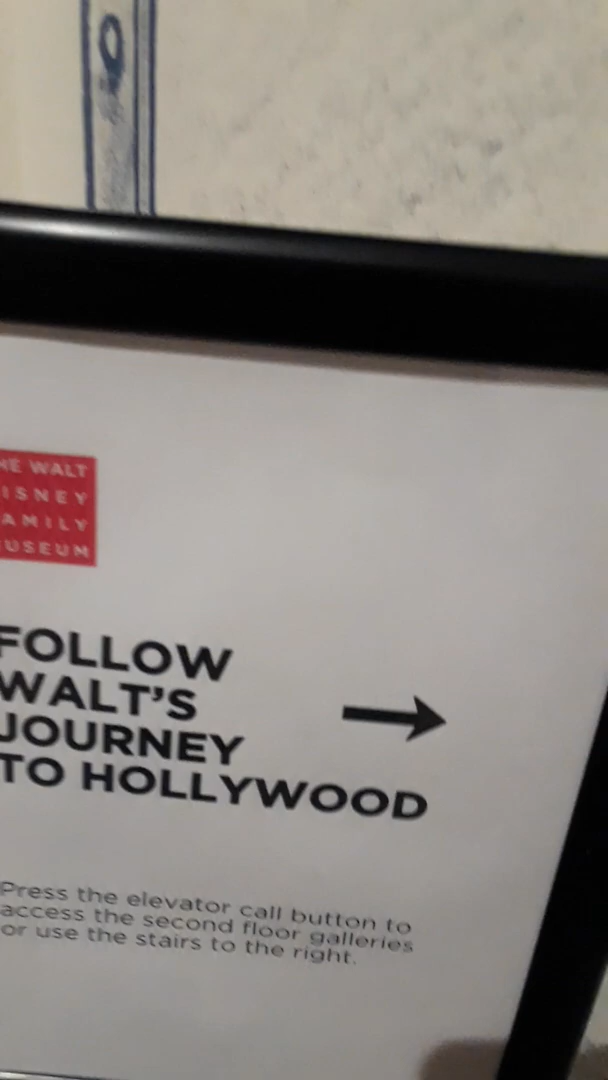 HE WALT
ISNEY
AMILY
USEUM
FOLLOW
WALT'S
JOURNEY
TO HOLLYWOOD
Press the elevator call button to
access the second floor galleries
or use the stairs to the right.